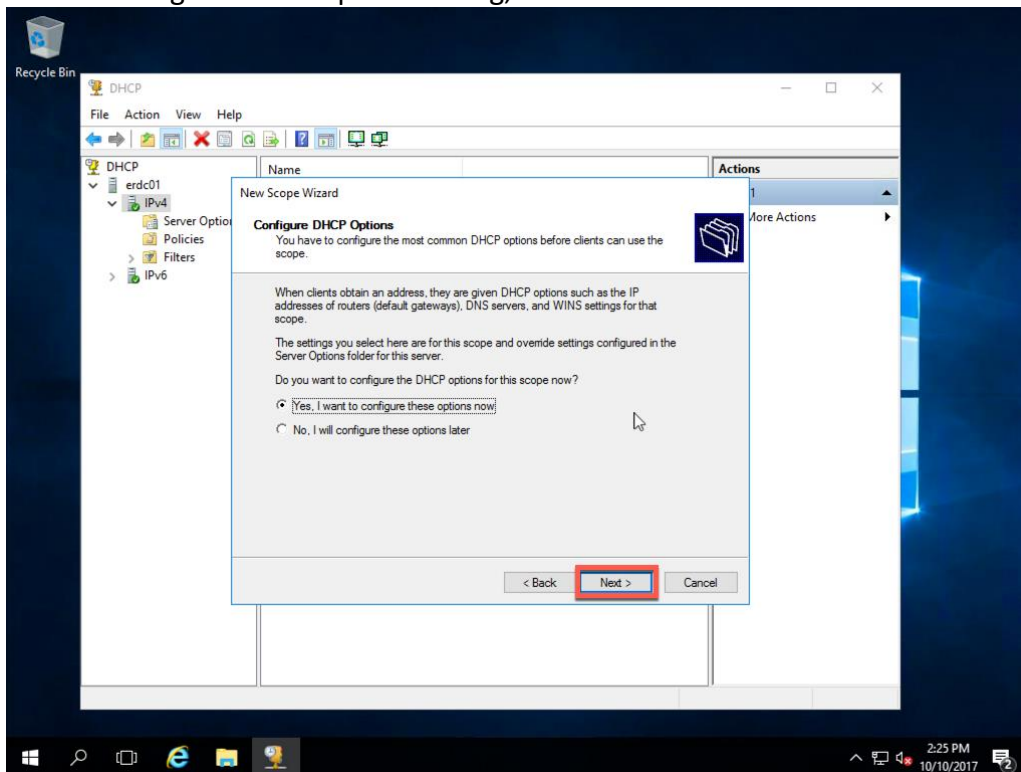 Recycle Bin
DHCP
File Action View Help
DHCP
erdc01
IPv4
Server Option
Policies
Filters
IPv6
Name
Actions
1
More Actions
New Scope Wizard
Configure DHCP Options
You have to configure the most common DHCP options before clients can use the
scope.
When clients obtain an address, they are given DHCP options such as the IP
addresses of routers (default gateways), DNS servers, and WINS settings for that
scope.
The settings you select here are for this scope and override settings configured in the
Server Options folder for this server.
Do you want to configure the DHCP options for this scope now?
Yes, I want to configure these options now
No, I will configure these options later
< Back Next > Cancel
2:25 PM
10/10/2017
2